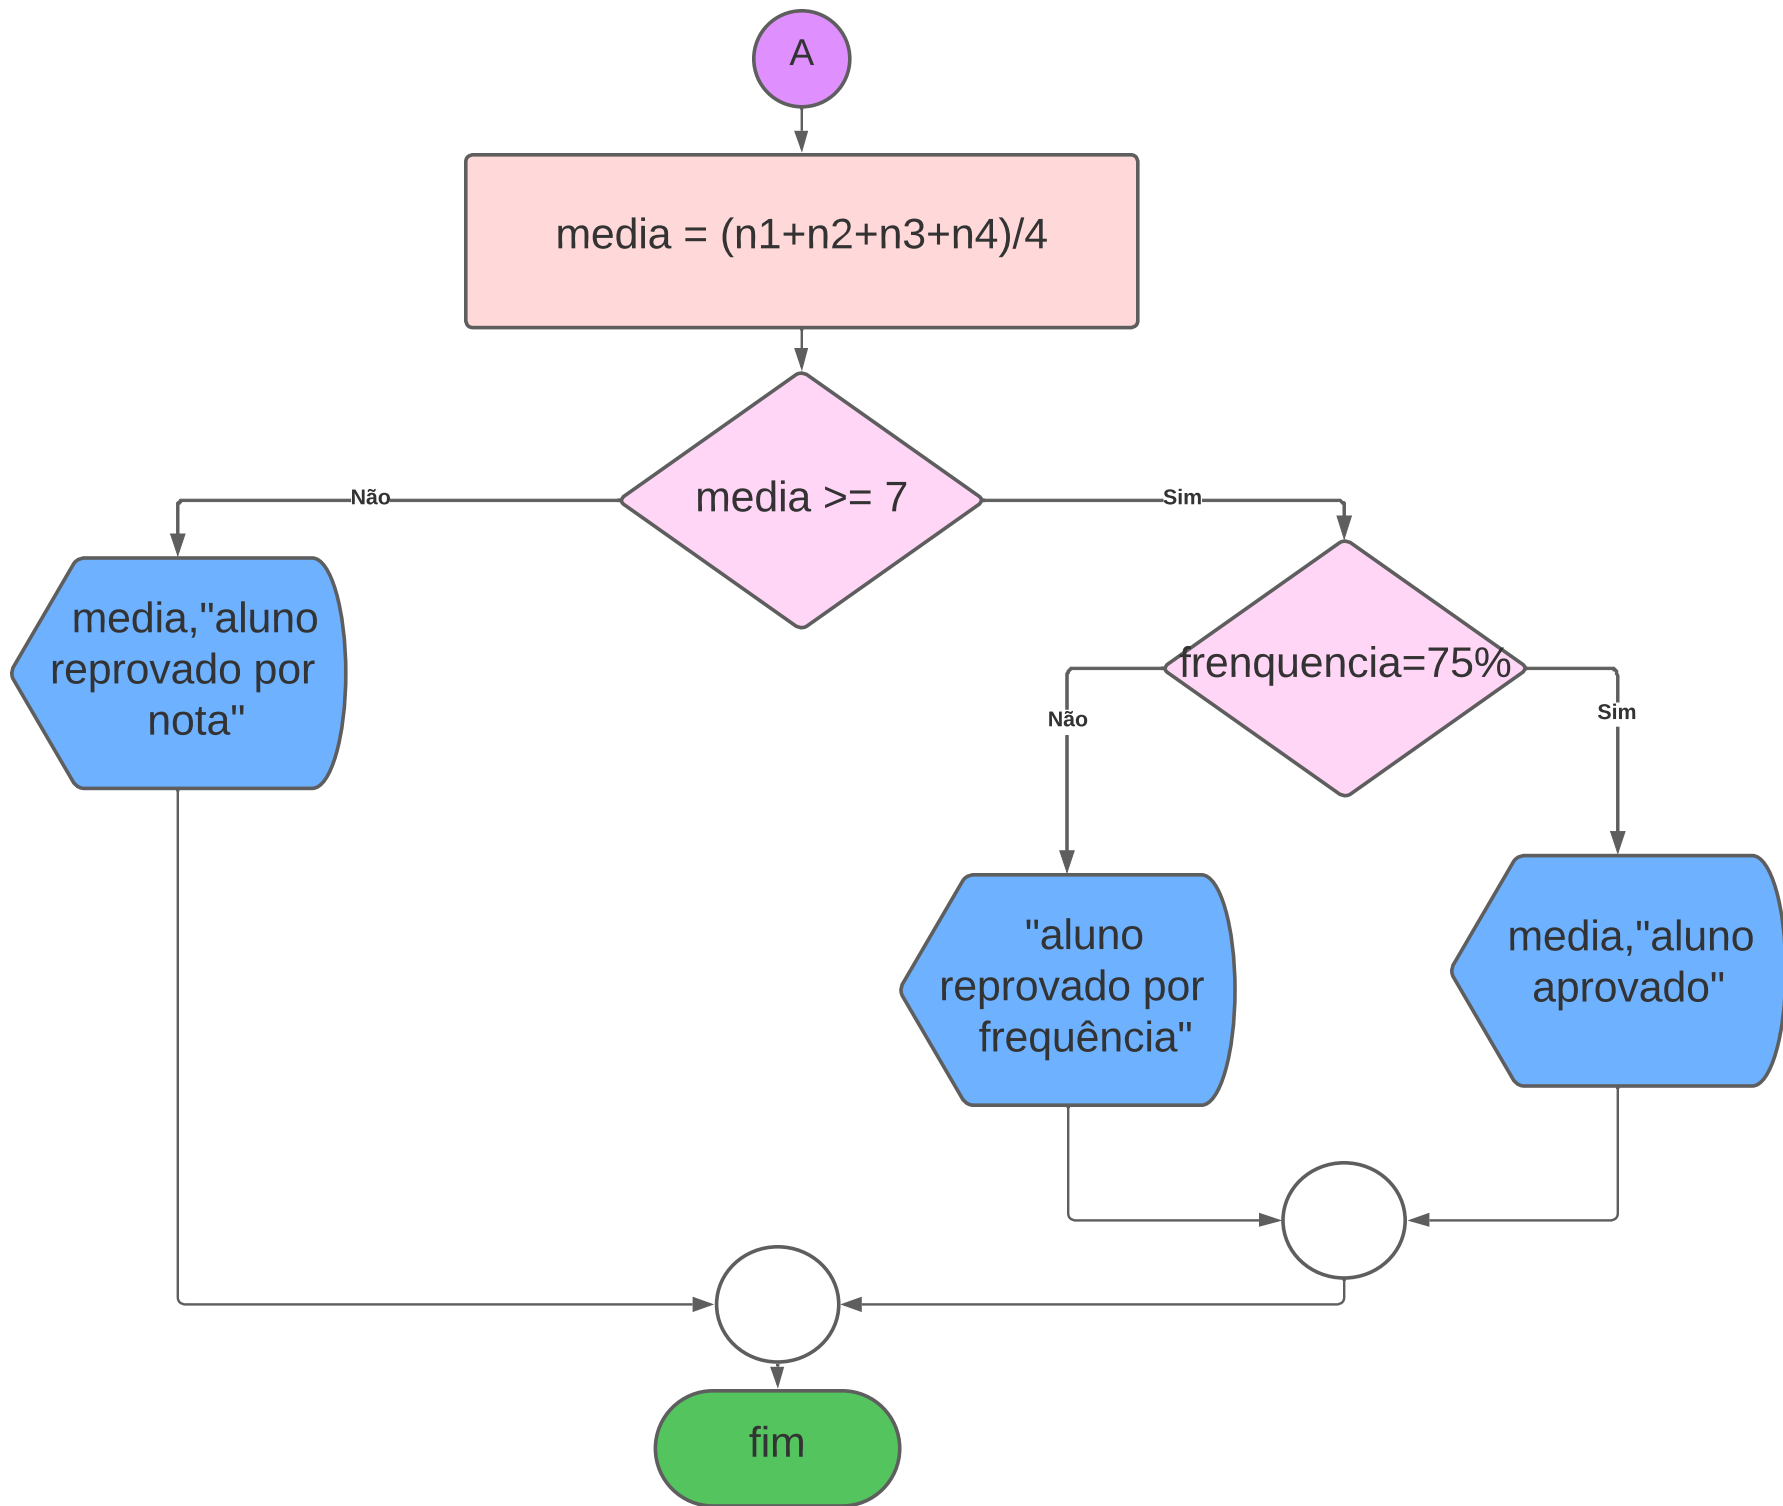 A
media = (n1+n2+n3+n4)/4
media >= 7
Não
Sim
media,"aluno
reprovado por
nota"
frenquencia=75%
Não
Sim
"aluno
reprovado por
frequência"
media,"aluno
aprovado"
fim